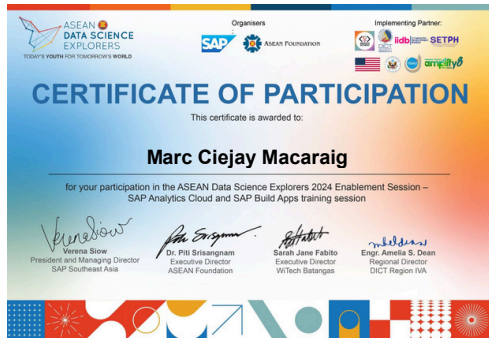 ASEAN
DATA SCIENCE
EXPLORERS
TODAY'S YOUTH FOR TOMORROW'S WORLD
Organisers
SAP
ASEAN FOUNDATION
Implementing Partner:
DICT
iidb
SETPH
amplify8
CERTIFICATE OF PARTICIPATION
This certificate is awarded to:
Marc Ciejay Macaraig
for your participation in the ASEAN Data Science Explorers 2024 Enablement Session –
SAP Analytics Cloud and SAP Build Apps training session
Verena Siow
President and Managing Director
SAP Southeast Asia
Dr. Piti Srisangnam
Executive Director
ASEAN Foundation
Sarah Jane Fabito
Executive Director
WiTech Batangas
Engr. Amelia S. Dean
Regional Director
DICT Region IVA